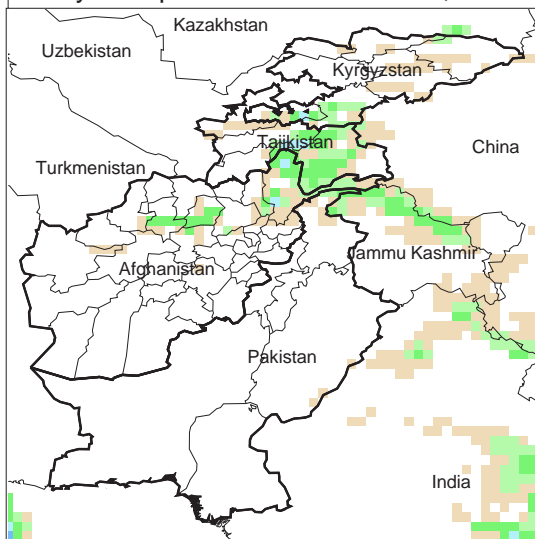 Kazakhstan
Uzbekistan
Kyrgyzstan
Tajikistan
China
Turkmenistan
Jammu Kashmir
Afghanistan
Pakistan
India